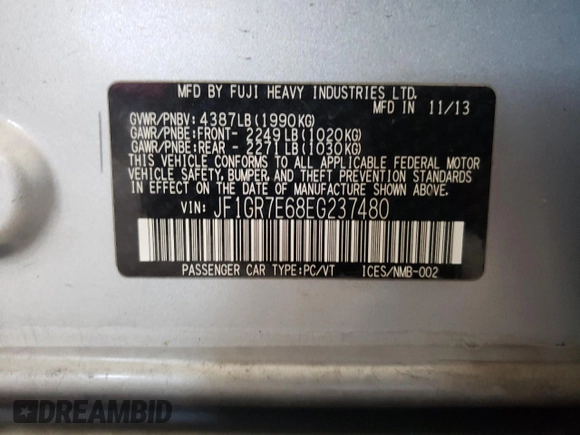 MFD BY FUJI HEAVY INDUSTRIES LTD.
MFD IN 11/13
GVWR/PNBV: 4387LB(1990KG)
GAWR/PNBE:FRONT- 2249LB(1020KG)
GAWR/PNBE:REAR - 2271LB(1030KG)
THIS VEHICLE CONFORMS TO ALL APPLICABLE FEDERAL MOTOR
VEHICLE SAFETY, BUMPER, AND THEFT PREVENTION STANDARDS
IN EFFECT ON THE DATE OF MANUFACTURE SHOWN ABOVE.
VIN: JF1GR7E68EG237480
PASSENGER CAR TYPE:PC/VT ICES/NMB-002
DREAMBID